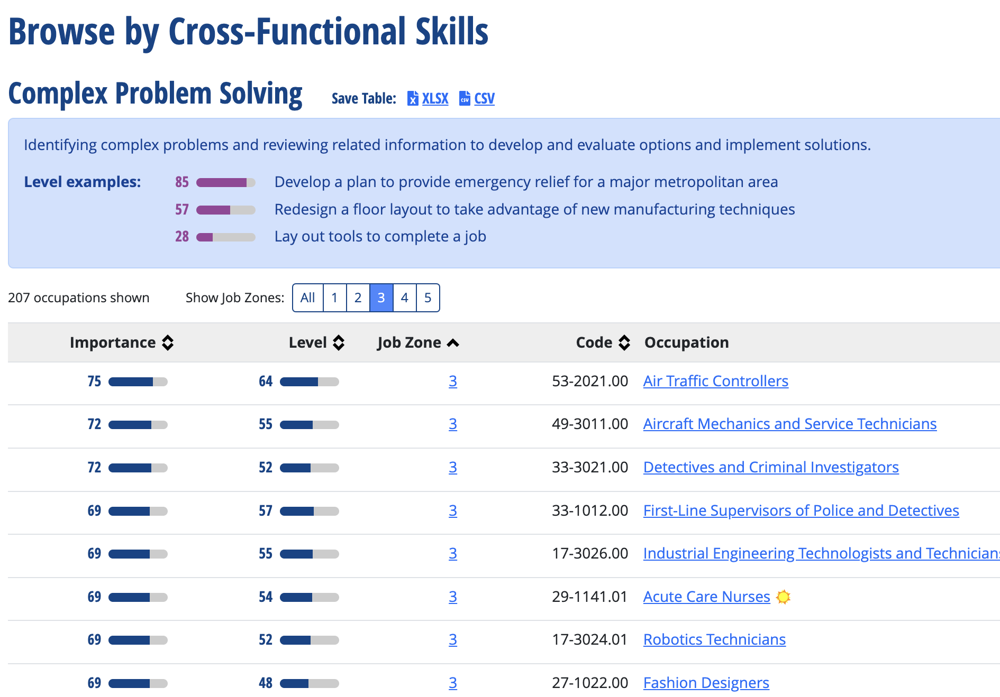 Browse by Cross-Functional Skills
Complex Problem Solving Save Table: XLSX CSV
Identifying complex problems and reviewing related information to develop and evaluate options and implement solutions.
Level examples: 85 Develop a plan to provide emergency relief for a major metropolitan area
57 Redesign a floor layout to take advantage of new manufacturing techniques
28 Lay out tools to complete a job
207 occupations shown Show Job Zones: All 1 2 3 4 5
Importance Level Job Zone Code Occupation
75 64 3 53-2021.00 Air Traffic Controllers
72 55 3 49-3011.00 Aircraft Mechanics and Service Technicians
72 52 3 33-3021.00 Detectives and Criminal Investigators
69 57 3 33-1012.00 First-Line Supervisors of Police and Detectives
69 55 3 17-3026.00 Industrial Engineering Technologists and Technicians
69 54 3 29-1141.01 Acute Care Nurses
69 52 3 17-3024.01 Robotics Technicians
69 48 3 27-1022.00 Fashion Designers